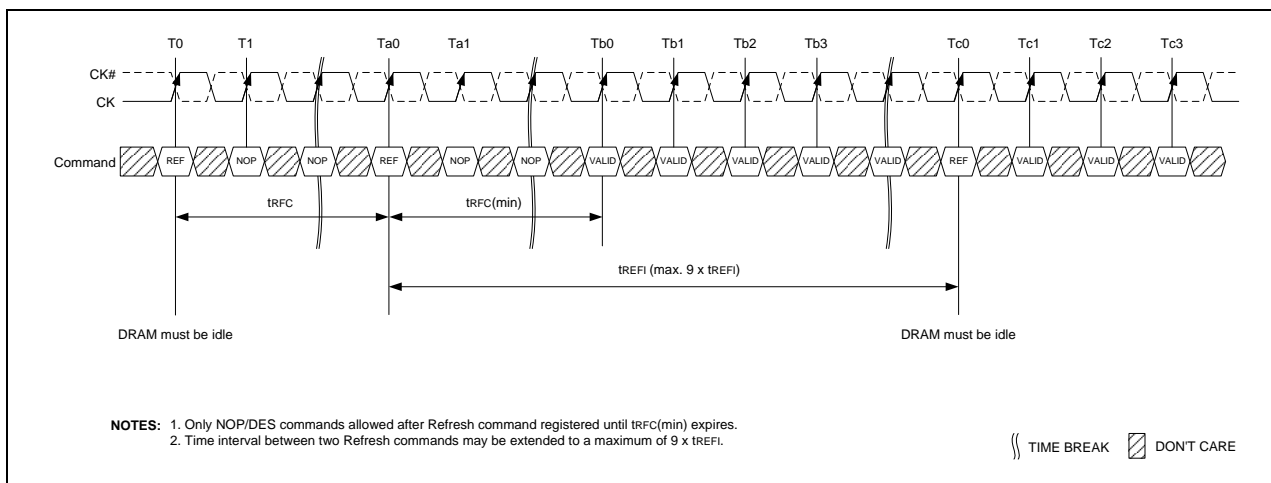 T0 T1 Ta0 Ta1 Tb0 Tb1 Tb2 Tb3 Tc0 Tc1 Tc2 Tc3
CK#
CK
Command REF NOP NOP REF NOP NOP VALID VALID VALID VALID VALID REF VALID VALID VALID
tRFC tRFC(min)
tREFI (max. 9 x tREFI)
DRAM must be idle DRAM must be idle
NOTES: 1. Only NOP/DES commands allowed after Refresh command registered until tRFC(min) expires.
2. Time interval between two Refresh commands may be extended to a maximum of 9 x tREFI.
TIME BREAK DON'T CARE